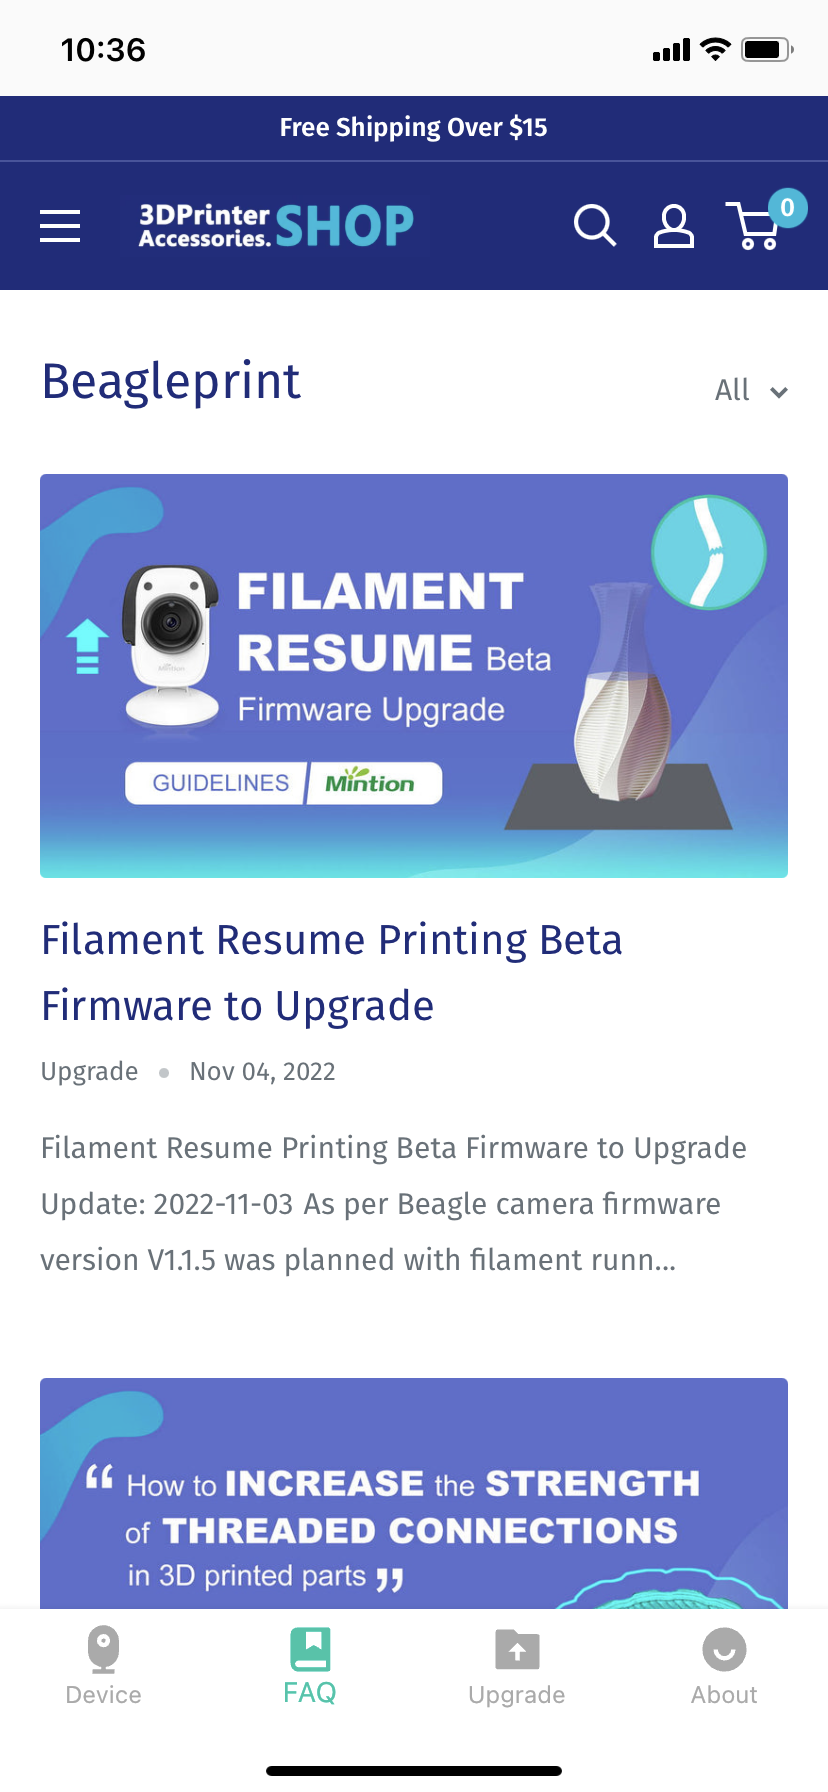 10:36
Free Shipping Over $15
3DPrinter
Accessories. SHOP
0
Beagleprint
All
FILAMENT
RESUME Beta
Firmware Upgrade
GUIDELINES Mintion
Filament Resume Printing Beta
Firmware to Upgrade
Upgrade • Nov 04, 2022
Filament Resume Printing Beta Firmware to Upgrade
Update: 2022-11-03 As per Beagle camera firmware
version V1.1.5 was planned with filament runn...
“ How to INCREASE the STRENGTH
of THREADED CONNECTIONS
in 3D printed parts ”
Device
FAQ
Upgrade
About